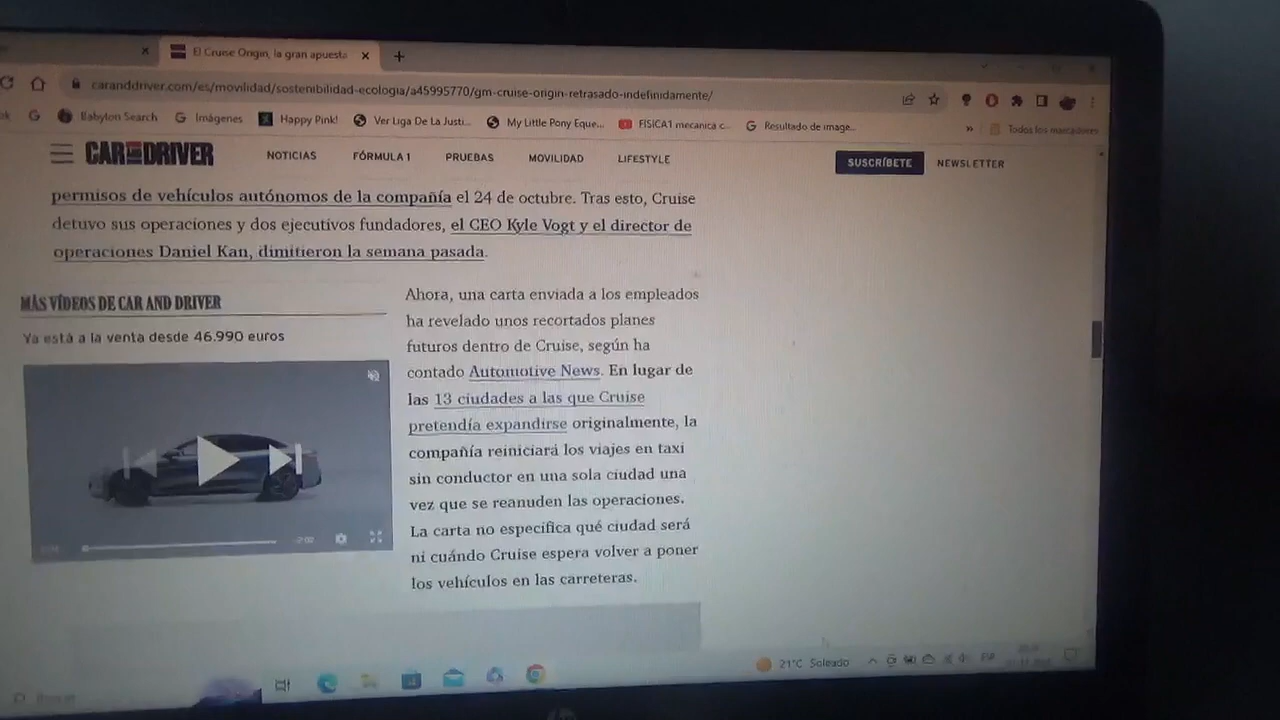 El Cruise Origin, la gran apuesta
caranddriver.com/es/movilidad/sostenibilidad-ecologia/a45995770/gm-cruise-origin-retrasado-indefinidamente/
Babylon Search
Imágenes
Happy Pink!
Ver Liga De La Justi...
My Little Pony Eque...
FISICA1 mecanica c...
Resultado de image...
»
Todos los marcadores
CAR AND DRIVER
NOTICIAS
FÓRMULA 1
PRUEBAS
MOVILIDAD
LIFESTYLE
SUSCRÍBETE
NEWSLETTER
permisos de vehículos autónomos de la compañía el 24 de octubre. Tras esto, Cruise
detuvo sus operaciones y dos ejecutivos fundadores, el CEO Kyle Vogt y el director de
operaciones Daniel Kan, dimitieron la semana pasada.
MÁS VÍDEOS DE CAR AND DRIVER
Ya está a la venta desde 46.990 euros
Ahora, una carta enviada a los empleados
ha revelado unos recortados planes
futuros dentro de Cruise, según ha
contado Automotive News. En lugar de
las 13 ciudades a las que Cruise
pretendía expandirse originalmente, la
compañía reiniciará los viajes en taxi
sin conductor en una sola ciudad una
vez que se reanuden las operaciones.
La carta no especifica qué ciudad será
ni cuándo Cruise espera volver a poner
los vehículos en las carreteras.
21°C Soleado
ESP